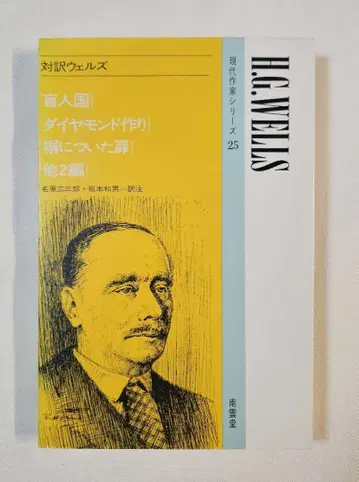 対訳ウェルズ
盲人国
ダイヤモンド作り
塀についた扉
他2編
名原広三郎・坂本和男―訳注
現代作家シリーズ
25
H.G.WELLS
南雲堂